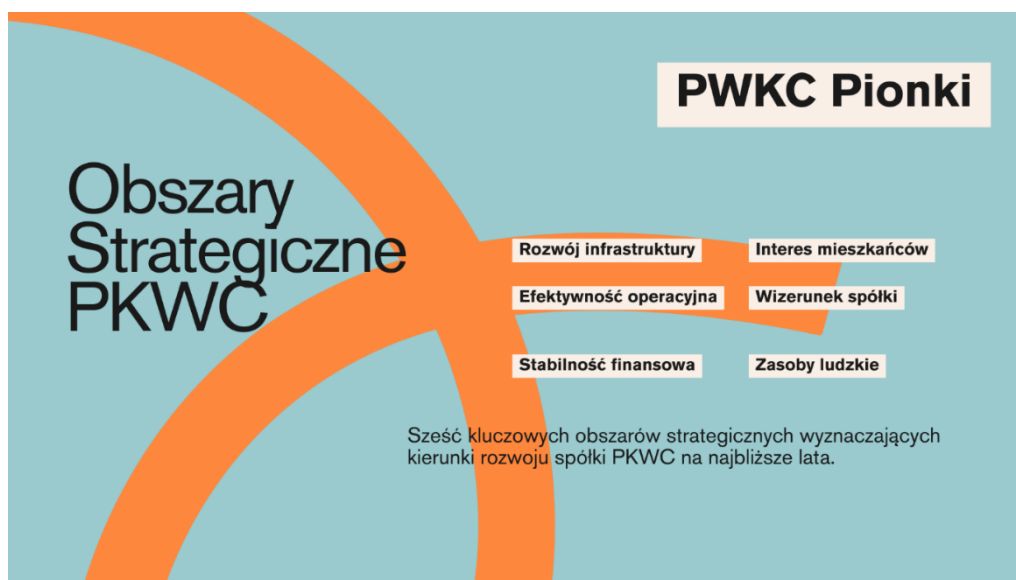 PWKC Pionki
Obszary
Strategiczne
PKWC
Rozwój infrastruktury
Interes mieszkańców
Efektywność operacyjna
Wizerunek spółki
Stabilność finansowa
Zasoby ludzkie
Sześć kluczowych obszarów strategicznych wyznaczających
kierunki rozwoju spółki PKWC na najbliższe lata.